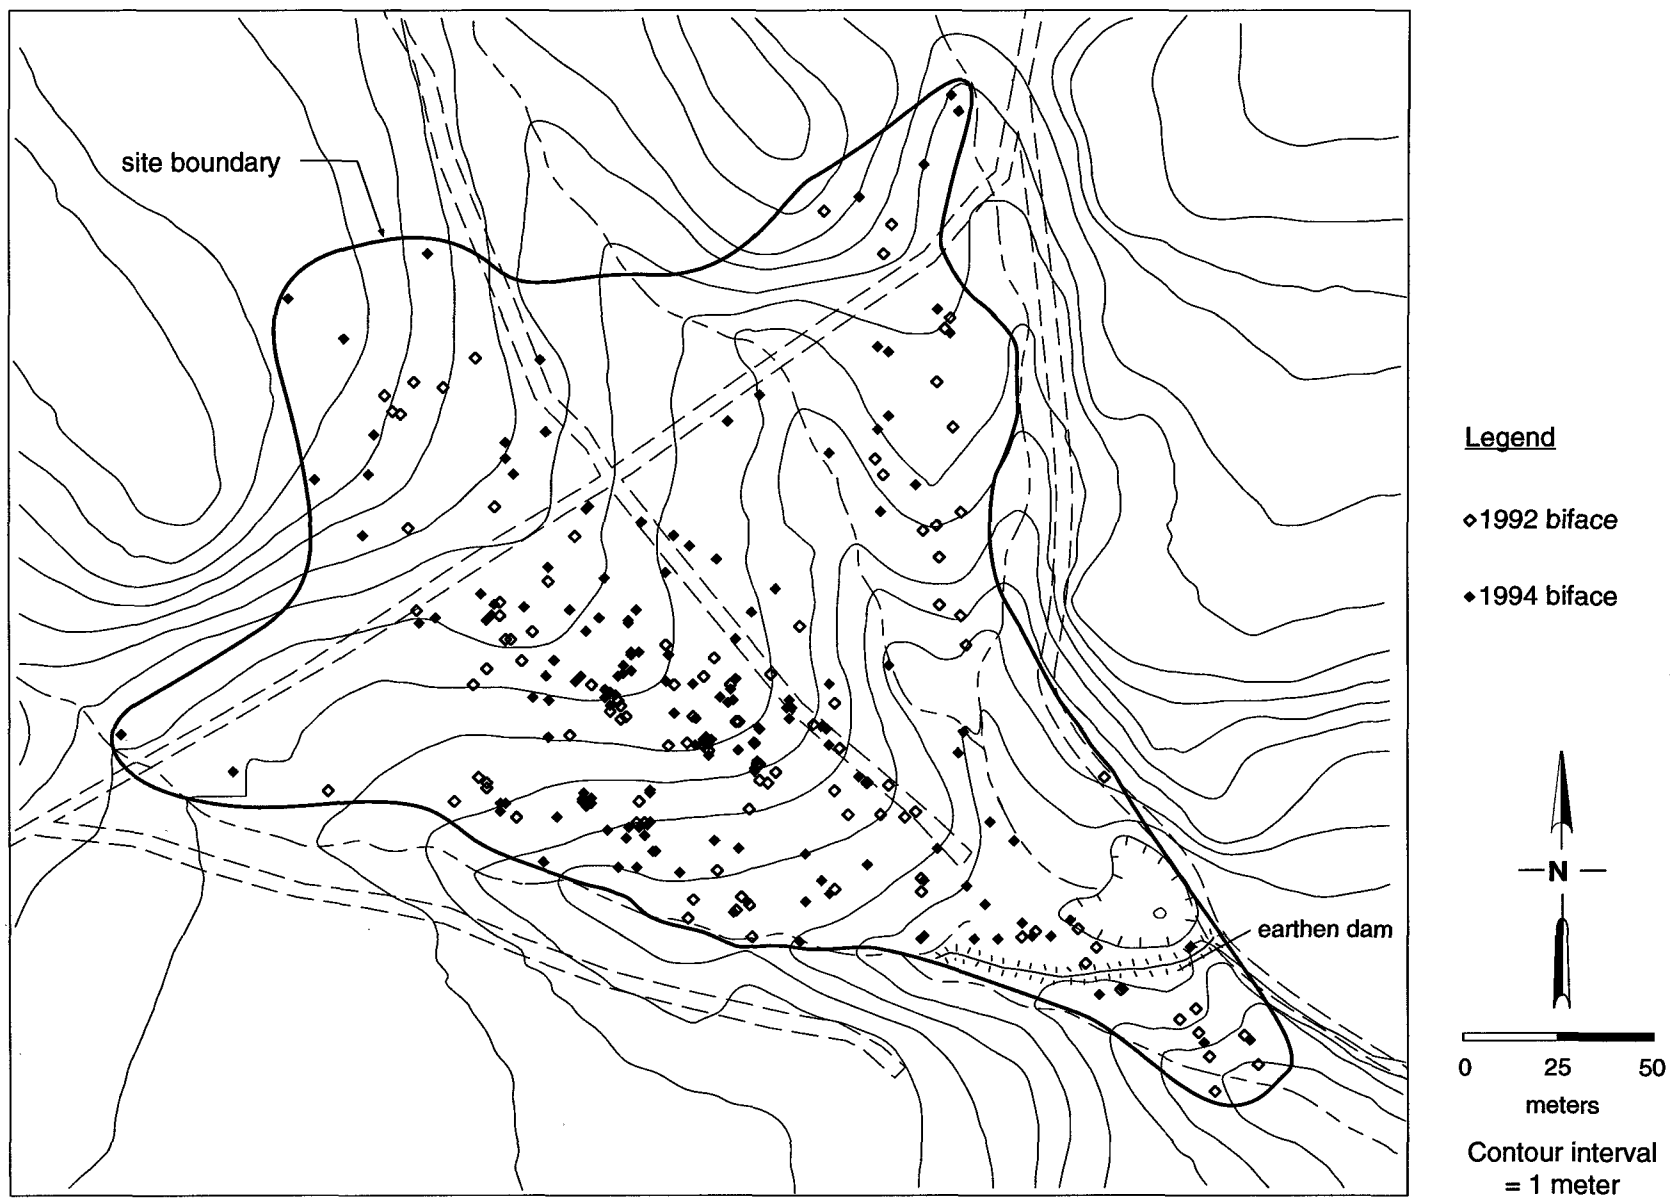 site boundary
Legend
1992 biface
1994 biface
N
earthen dam
0 25 50
meters
Contour interval
= 1 meter